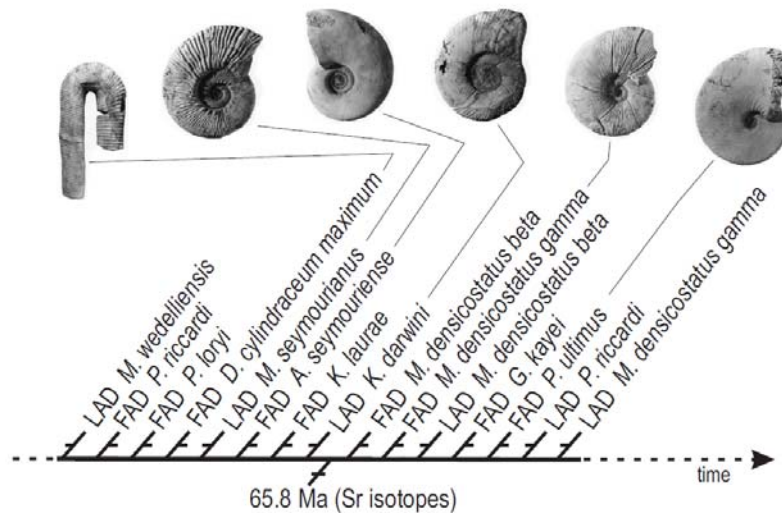 LAD M. wedelliensis
FAD P. riccardi
FAD P. loryi
FAD D. cylindraceum maximum
LAD M. seymourianus
FAD A. seymouriense
FAD K. laurae
LAD K. darwini
FAD M. densicostatus beta
FAD M. densicostatus gamma
LAD M. densicostatus beta
FAD G. kayei
FAD P. ultimus
LAD P. riccardi
LAD M. densicostatus gamma
time
65.8 Ma (Sr isotopes)